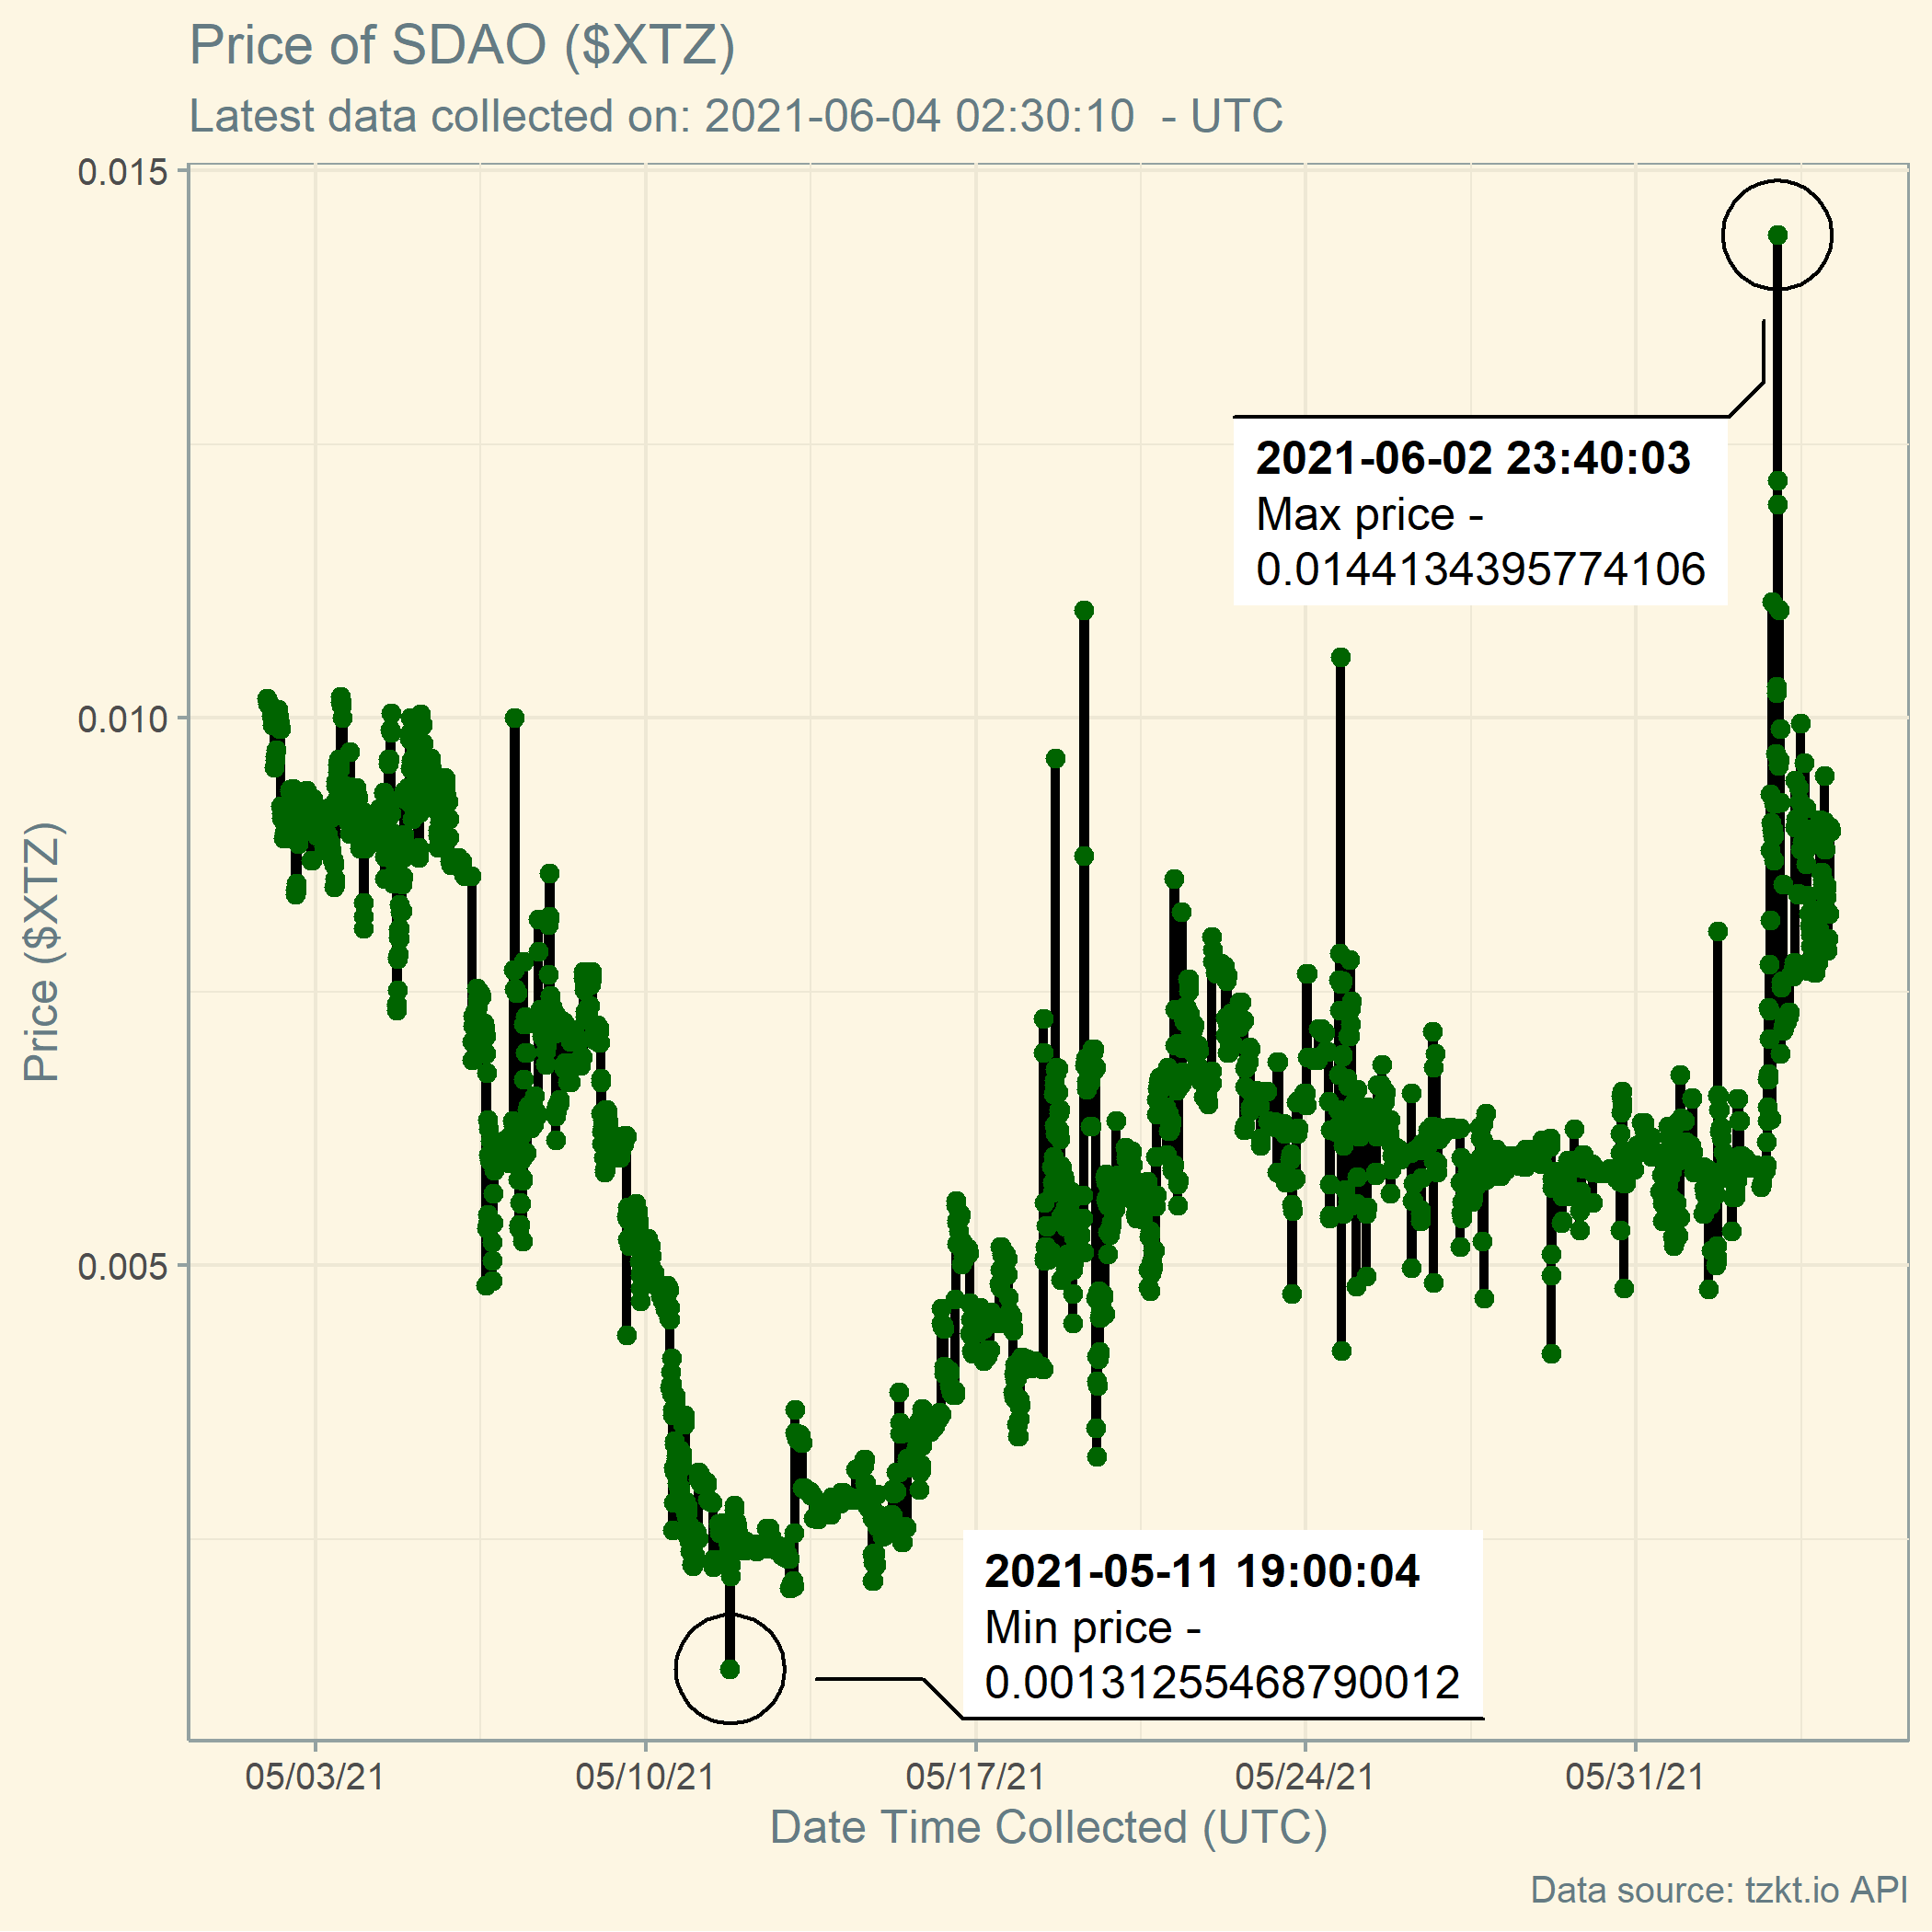 Price of SDAO ($XTZ)
Latest data collected on: 2021-06-04 02:30:10  - UTC
0.015
0.010
0.005
Price ($XTZ)
2021-06-02 23:40:03
Max price -
0.0144134395774106
2021-05-11 19:00:04
Min price -
0.00131255468790012
05/03/21
05/10/21
05/17/21
05/24/21
05/31/21
Date Time Collected (UTC)
Data source: tzkt.io API